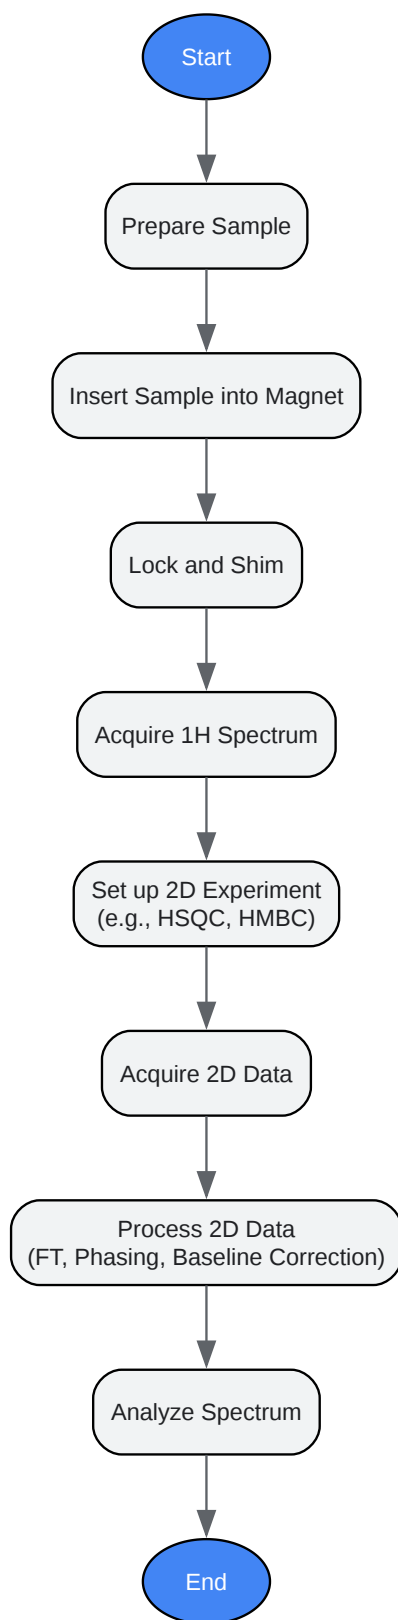 Start
Prepare Sample
Insert Sample into Magnet
Lock and Shim
Acquire 1H Spectrum
Set up 2D Experiment
(e.g., HSQC, HMBC)
Acquire 2D Data
Process 2D Data
(FT, Phasing, Baseline Correction)
Analyze Spectrum
End